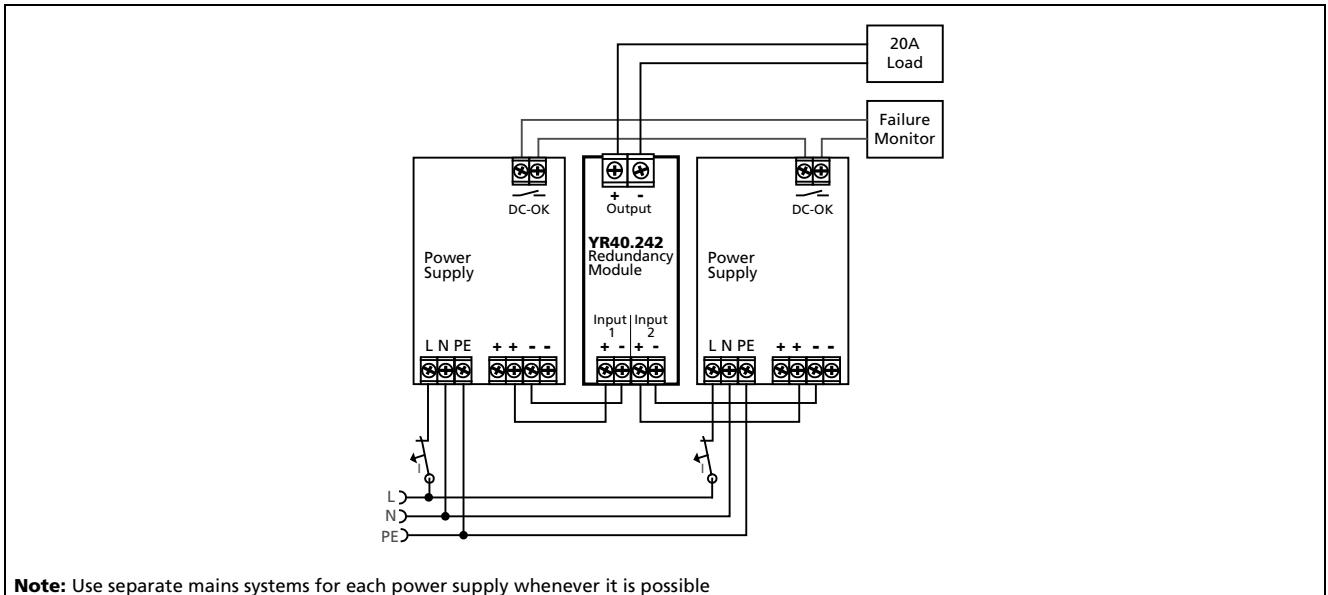 20A
Load
Failure
Monitor
DC-OK
+ -
Output
DC-OK
YR40.242
Redundancy
Module
Power
Supply
Power
Supply
Input
1
Input
2
L N PE
+ + - -
+ - + -
L N PE
+ + - -
I
I
L
N
PE
Note: Use separate mains systems for each power supply whenever it is possible